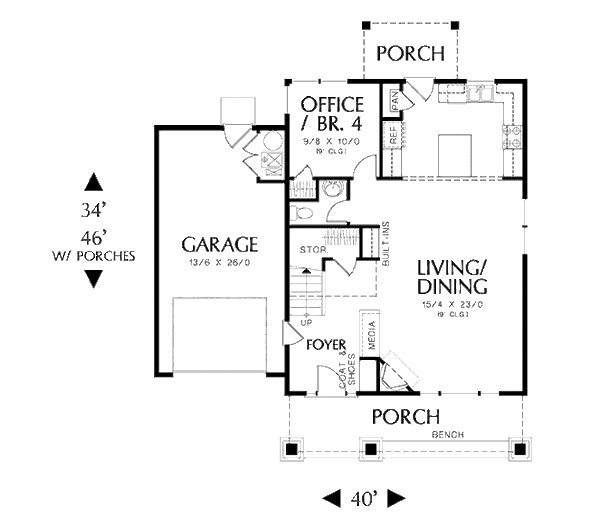 PORCH
OFFICE
/ BR. 4
9/8 X 10/0
(9' CLG)
PAN
REF
34'
46'
W/ PORCHES
GARAGE
13/6 X 26/0
STOR.
BUILT-INS
LIVING/
DINING
15/4 X 23/0
(9' CLG)
UP
FOYER
MEDIA
COAT &
SHOES
PORCH
BENCH
40'